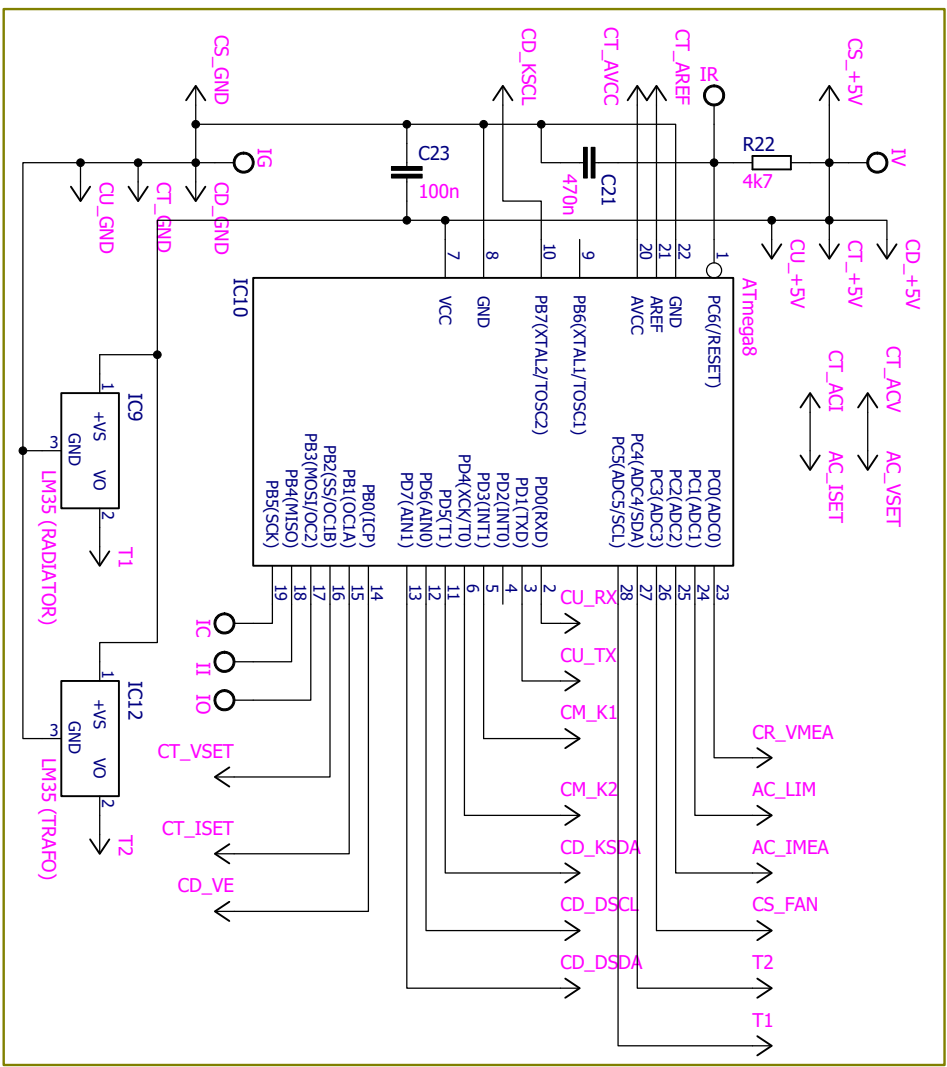 CS_GND
CD_KSCL
CT_AVCC
CT_AREF
IR
CS_+5V
IG
C23
100n
C21
470n
R22
4k7
IV
CU_GND
CT_GND
CD_GND
CU_+5V
CT_+5V
CD_+5V
IC10
7
8
10
9
20
21
22
1
ATmega8
VCC
GND
PB7(XTAL2/TOSC2)
PB6(XTAL1/TOSC1)
AVCC
AREF
GND
PC6(/RESET)
CT_ACI
CT_ACV
AC_ISET
AC_VSET
IC9
1
+VS
3
GND
VO
2
LM35 (RADIATOR)
T1
IC12
1
+VS
3
GND
VO
2
LM35 (TRAFO)
T2
PB5(SCK)
PB4(MISO)
PB3(MOSI/OC2)
PB2(SS/OC1B)
PB1(OC1A)
PB0(ICP)
PD7(AIN1)
PD6(AIN0)
PD5(T1)
PD4(XCK/T0)
PD3(INT1)
PD2(INT0)
PD1(TXD)
PD0(RXD)
PC5(ADC5/SCL)
PC4(ADC4/SDA)
PC3(ADC3)
PC2(ADC2)
PC1(ADC1)
PC0(ADC0)
19
18
17
16
15
14
13
12
11
6
5
4
3
2
28
27
26
25
24
23
IC
II
IO
CT_VSET
CT_ISET
CD_VE
CU_RX
CU_TX
CM_K1
CM_K2
CD_KSDA
CD_DSCL
CD_DSDA
CR_VMEA
AC_LIM
AC_IMEA
CS_FAN
T2
T1